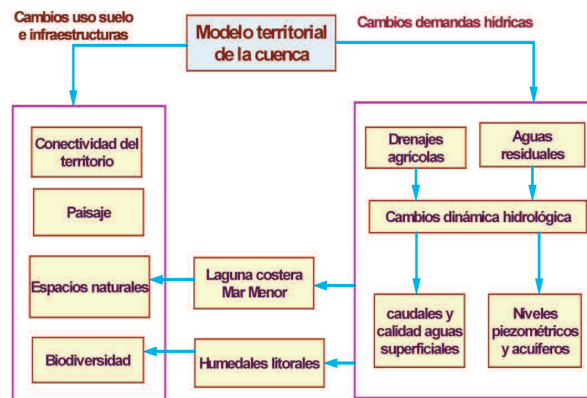 Cambios uso suelo
e infraestructuras
Modelo territorial
de la cuenca
Cambios demandas hídricas
Conectividad del
territorio
Paisaje
Espacios naturales
Biodiversidad
Laguna costera
Mar Menor
Humedales litorales
Drenajes
agrícolas
Aguas
residuales
Cambios dinámica hidrológica
caudales y
calidad aguas
superficiales
Niveles
piezométricos
y acuíferos